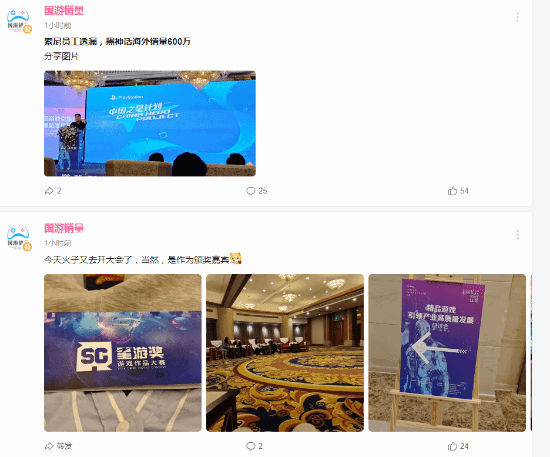 国游销量
1小时前
索尼员工透漏，黑神话海外销量600万
分享图片
PlayStation
中国之星计划
CHINA HERO PROJECT
2
25
54
国游销量
1小时前
今天火子又去开大会了，当然，是作为颁奖嘉宾
SG
星游奖
游戏作品大赛
精品游戏
引领产业高质量发展
研讨会
转发
2
24